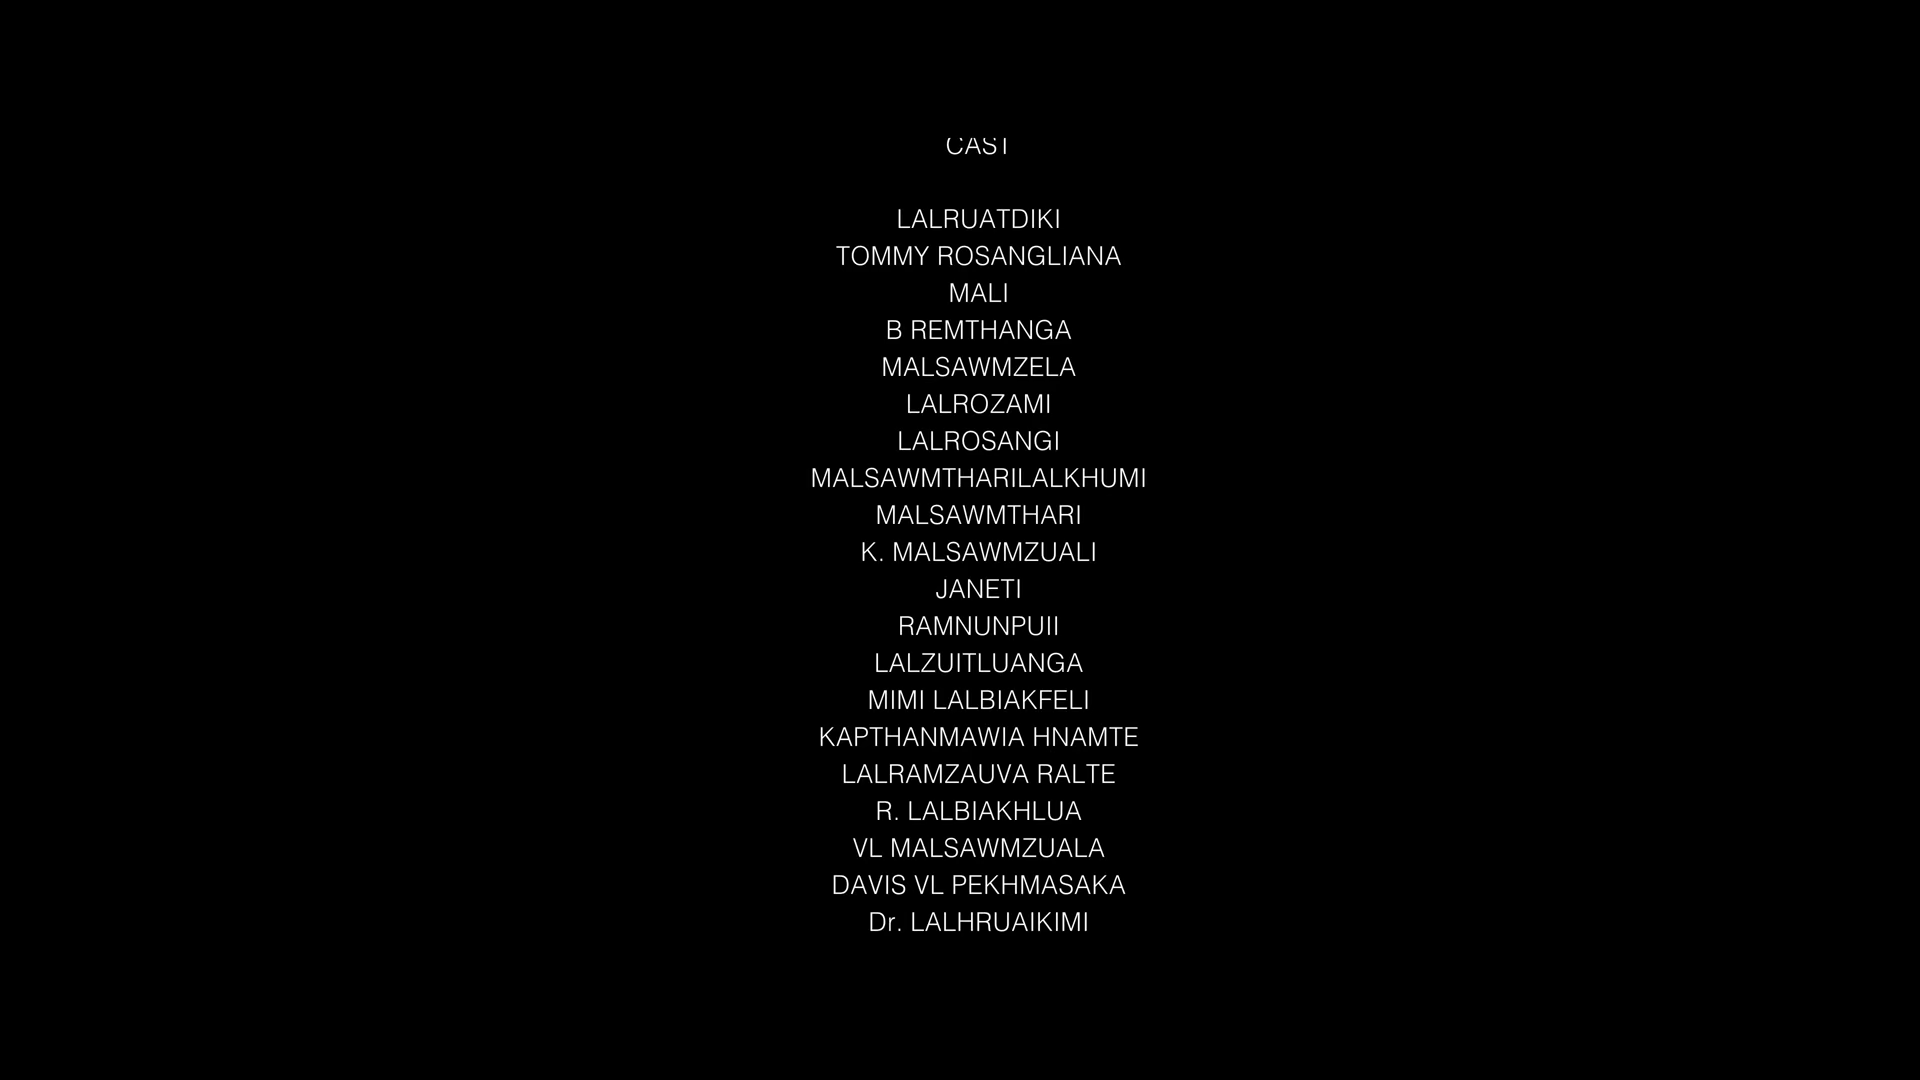 CAST
LALRUATDIKI
TOMMY ROSANGLIANA
MALI
B REMTHANGA
MALSAWMZELA
LALROZAMI
LALROSANGI
MALSAWMTHARILALKHUMI
MALSAWMTHARI
K. MALSAWMZUALI
JANETI
RAMNUNPUII
LALZUITLUANGA
MIMI LALBIAKFELI
KAPTHANMAWIA HNAMTE
LALRAMZAUVA RALTE
R. LALBIAKHLUA
VL MALSAWMZUALA
DAVIS VL PEKHMASAKA
Dr. LALHRUAIKIMI